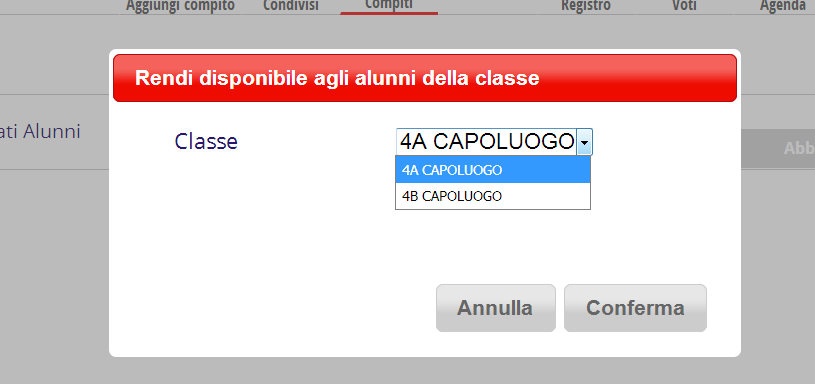 Aggiungi compito Condivisi Compiti Registro Voti Agenda
Rendi disponibile agli alunni della classe
ati Alunni
Classe
4A CAPOLUOGO
Abb
4A CAPOLUOGO
4B CAPOLUOGO
Annulla
Conferma